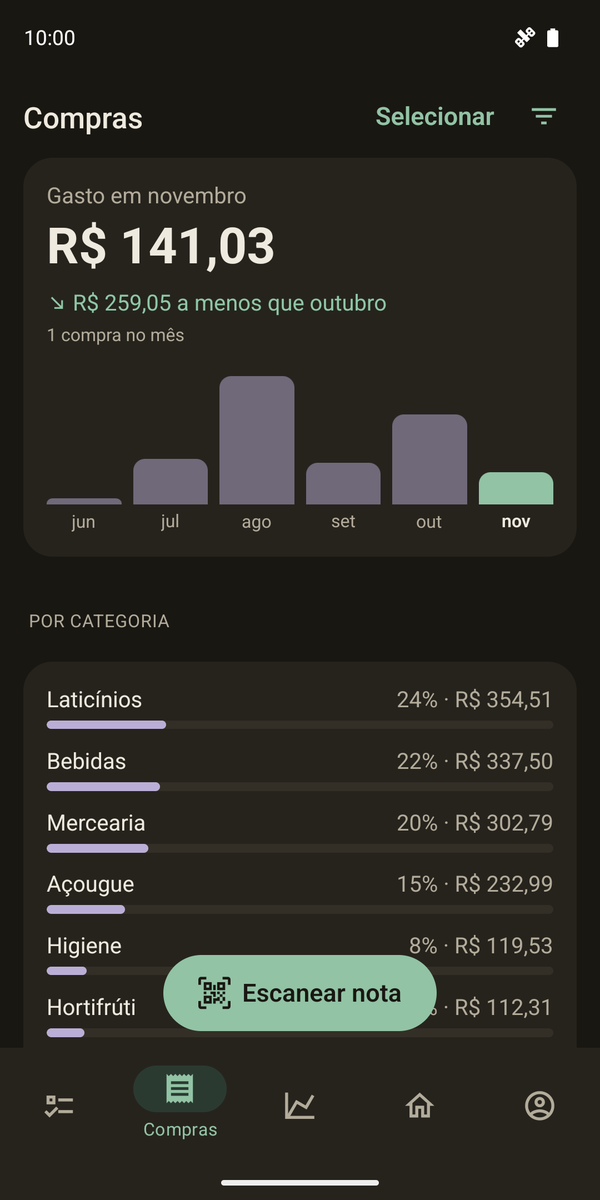 10:00
Compras
Selecionar
Gasto em novembro
R$ 141,03
↘ R$ 259,05 a menos que outubro
1 compra no mês
jun jul ago set out nov
POR CATEGORIA
Laticínios 24% · R$ 354,51
Bebidas 22% · R$ 337,50
Mercearia 20% · R$ 302,79
Açougue 15% · R$ 232,99
Higiene 8% · R$ 119,53
Escanear nota
Hortifrúti · R$ 112,31
Compras